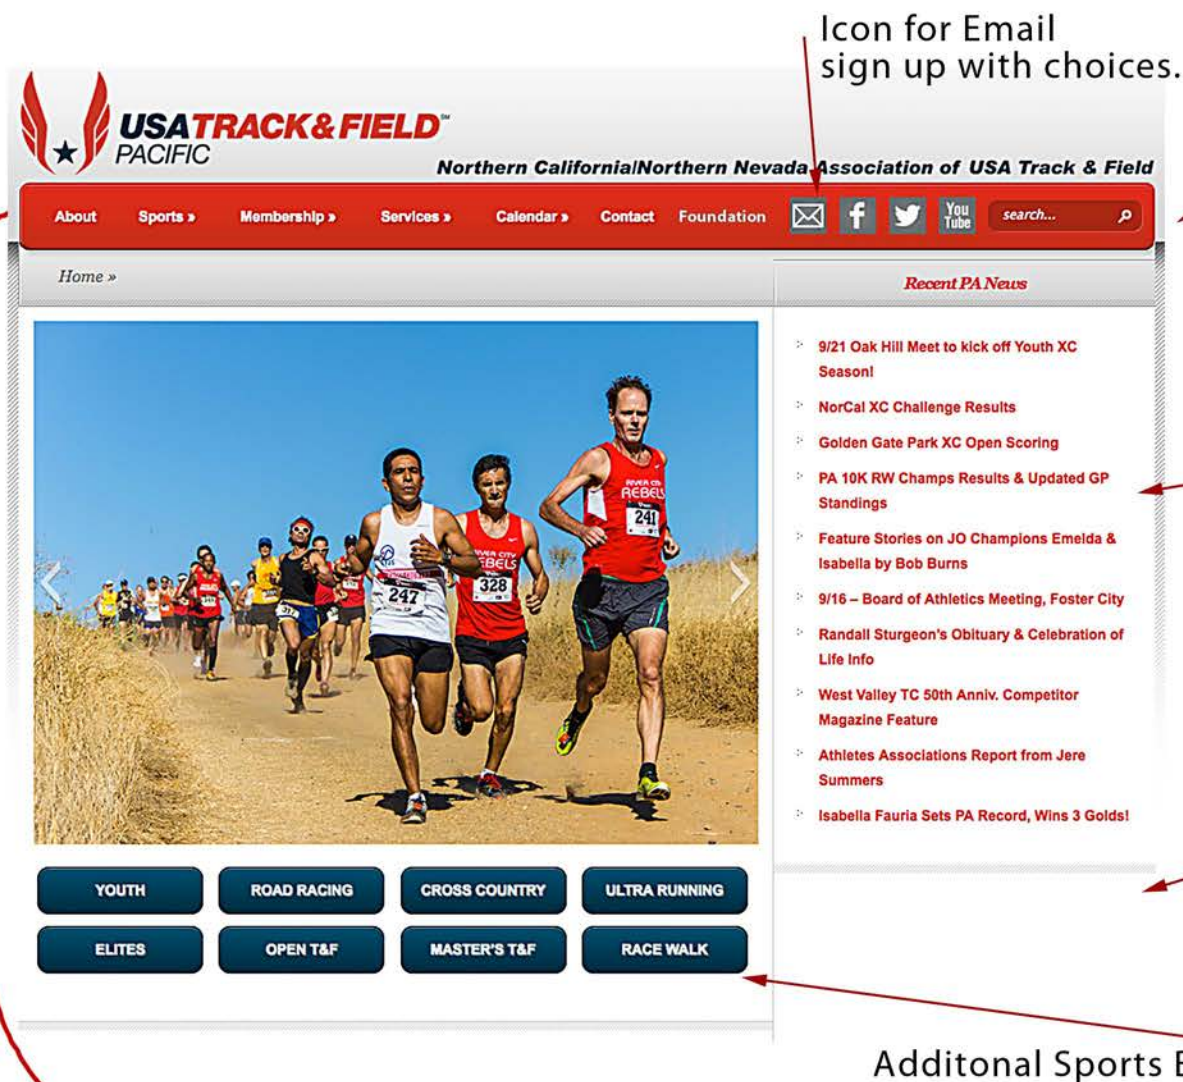 Icon for Email
sign up with choices.
USATRACK&FIELD℠
PACIFIC
Northern California/Northern Nevada Association of USA Track & Field
About Sports » Membership » Services » Calendar » Contact Foundation f You Tube search...
Home »
Recent PA News
9/21 Oak Hill Meet to kick off Youth XC
Season!
NorCal XC Challenge Results
Golden Gate Park XC Open Scoring
PA 10K RW Champs Results & Updated GP
Standings
Feature Stories on JO Champions Emelda &
Isabella by Bob Burns
9/16 – Board of Athletics Meeting, Foster City
Randall Sturgeon's Obituary & Celebration of
Life Info
West Valley TC 50th Anniv. Competitor
Magazine Feature
Athletes Associations Report from Jere
Summers
Isabella Fauria Sets PA Record, Wins 3 Golds!
RIVER CITY
REBELS
241
RIVER CITY
REBELS
328
247
317
YOUTH ROAD RACING CROSS COUNTRY ULTRA RUNNING
ELITES OPEN T&F MASTER'S T&F RACE WALK
Additonal Sports